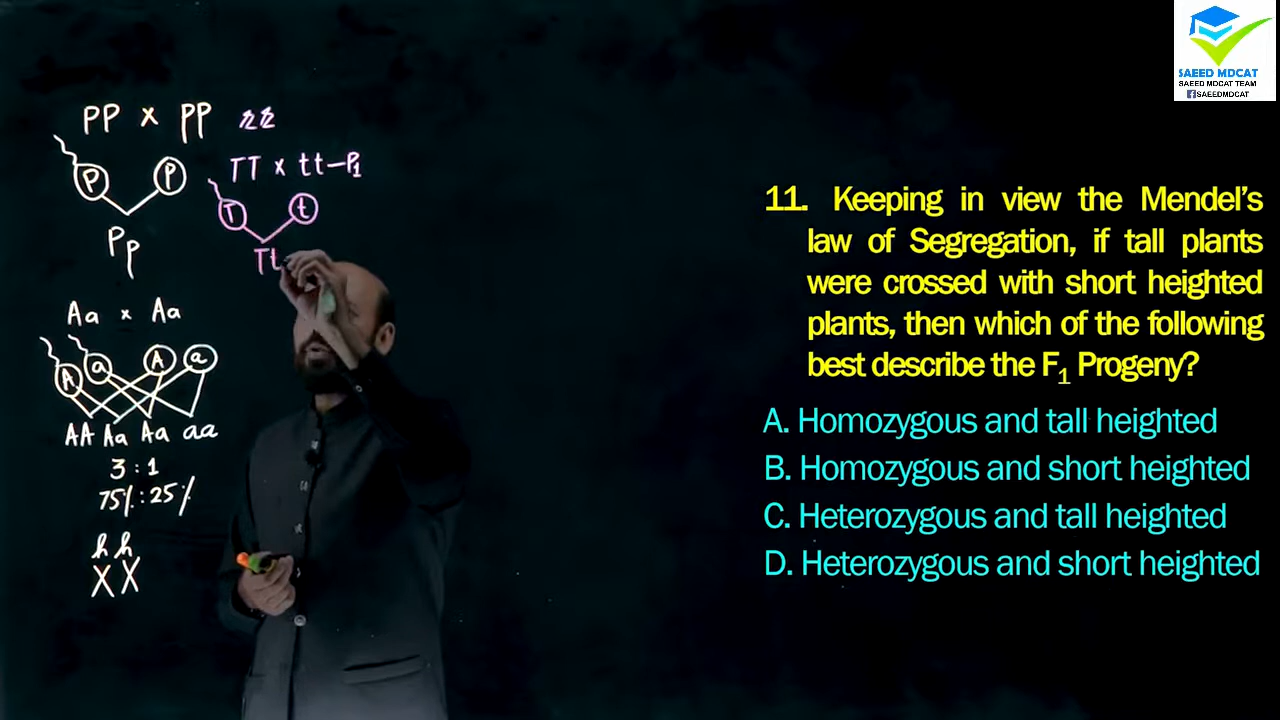 PP × pp rr
P P
Pp
TT × tt-P1
T t
Tt
Aa × Aa
A a A a
AA Aa Aa aa
3 : 1
75% : 25%
h h
X X
SAEED MDCAT
SAEED MDCAT TEAM
SAEEDMDCAT
11. Keeping in view the Mendel's
law of Segregation, if tall plants
were crossed with short heighted
plants, then which of the following
best describe the F1 Progeny?
A. Homozygous and tall heighted
B. Homozygous and short heighted
C. Heterozygous and tall heighted
D. Heterozygous and short heighted